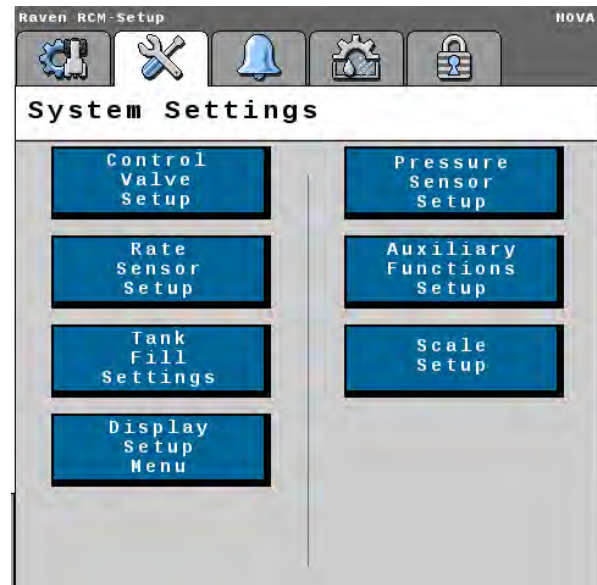 Raven RCM-Setup
NOVA
System Settings
Control
Valve
Setup
Pressure
Sensor
Setup
Rate
Sensor
Setup
Auxiliary
Functions
Setup
Tank
Fill
Settings
Scale
Setup
Display
Setup
Menu